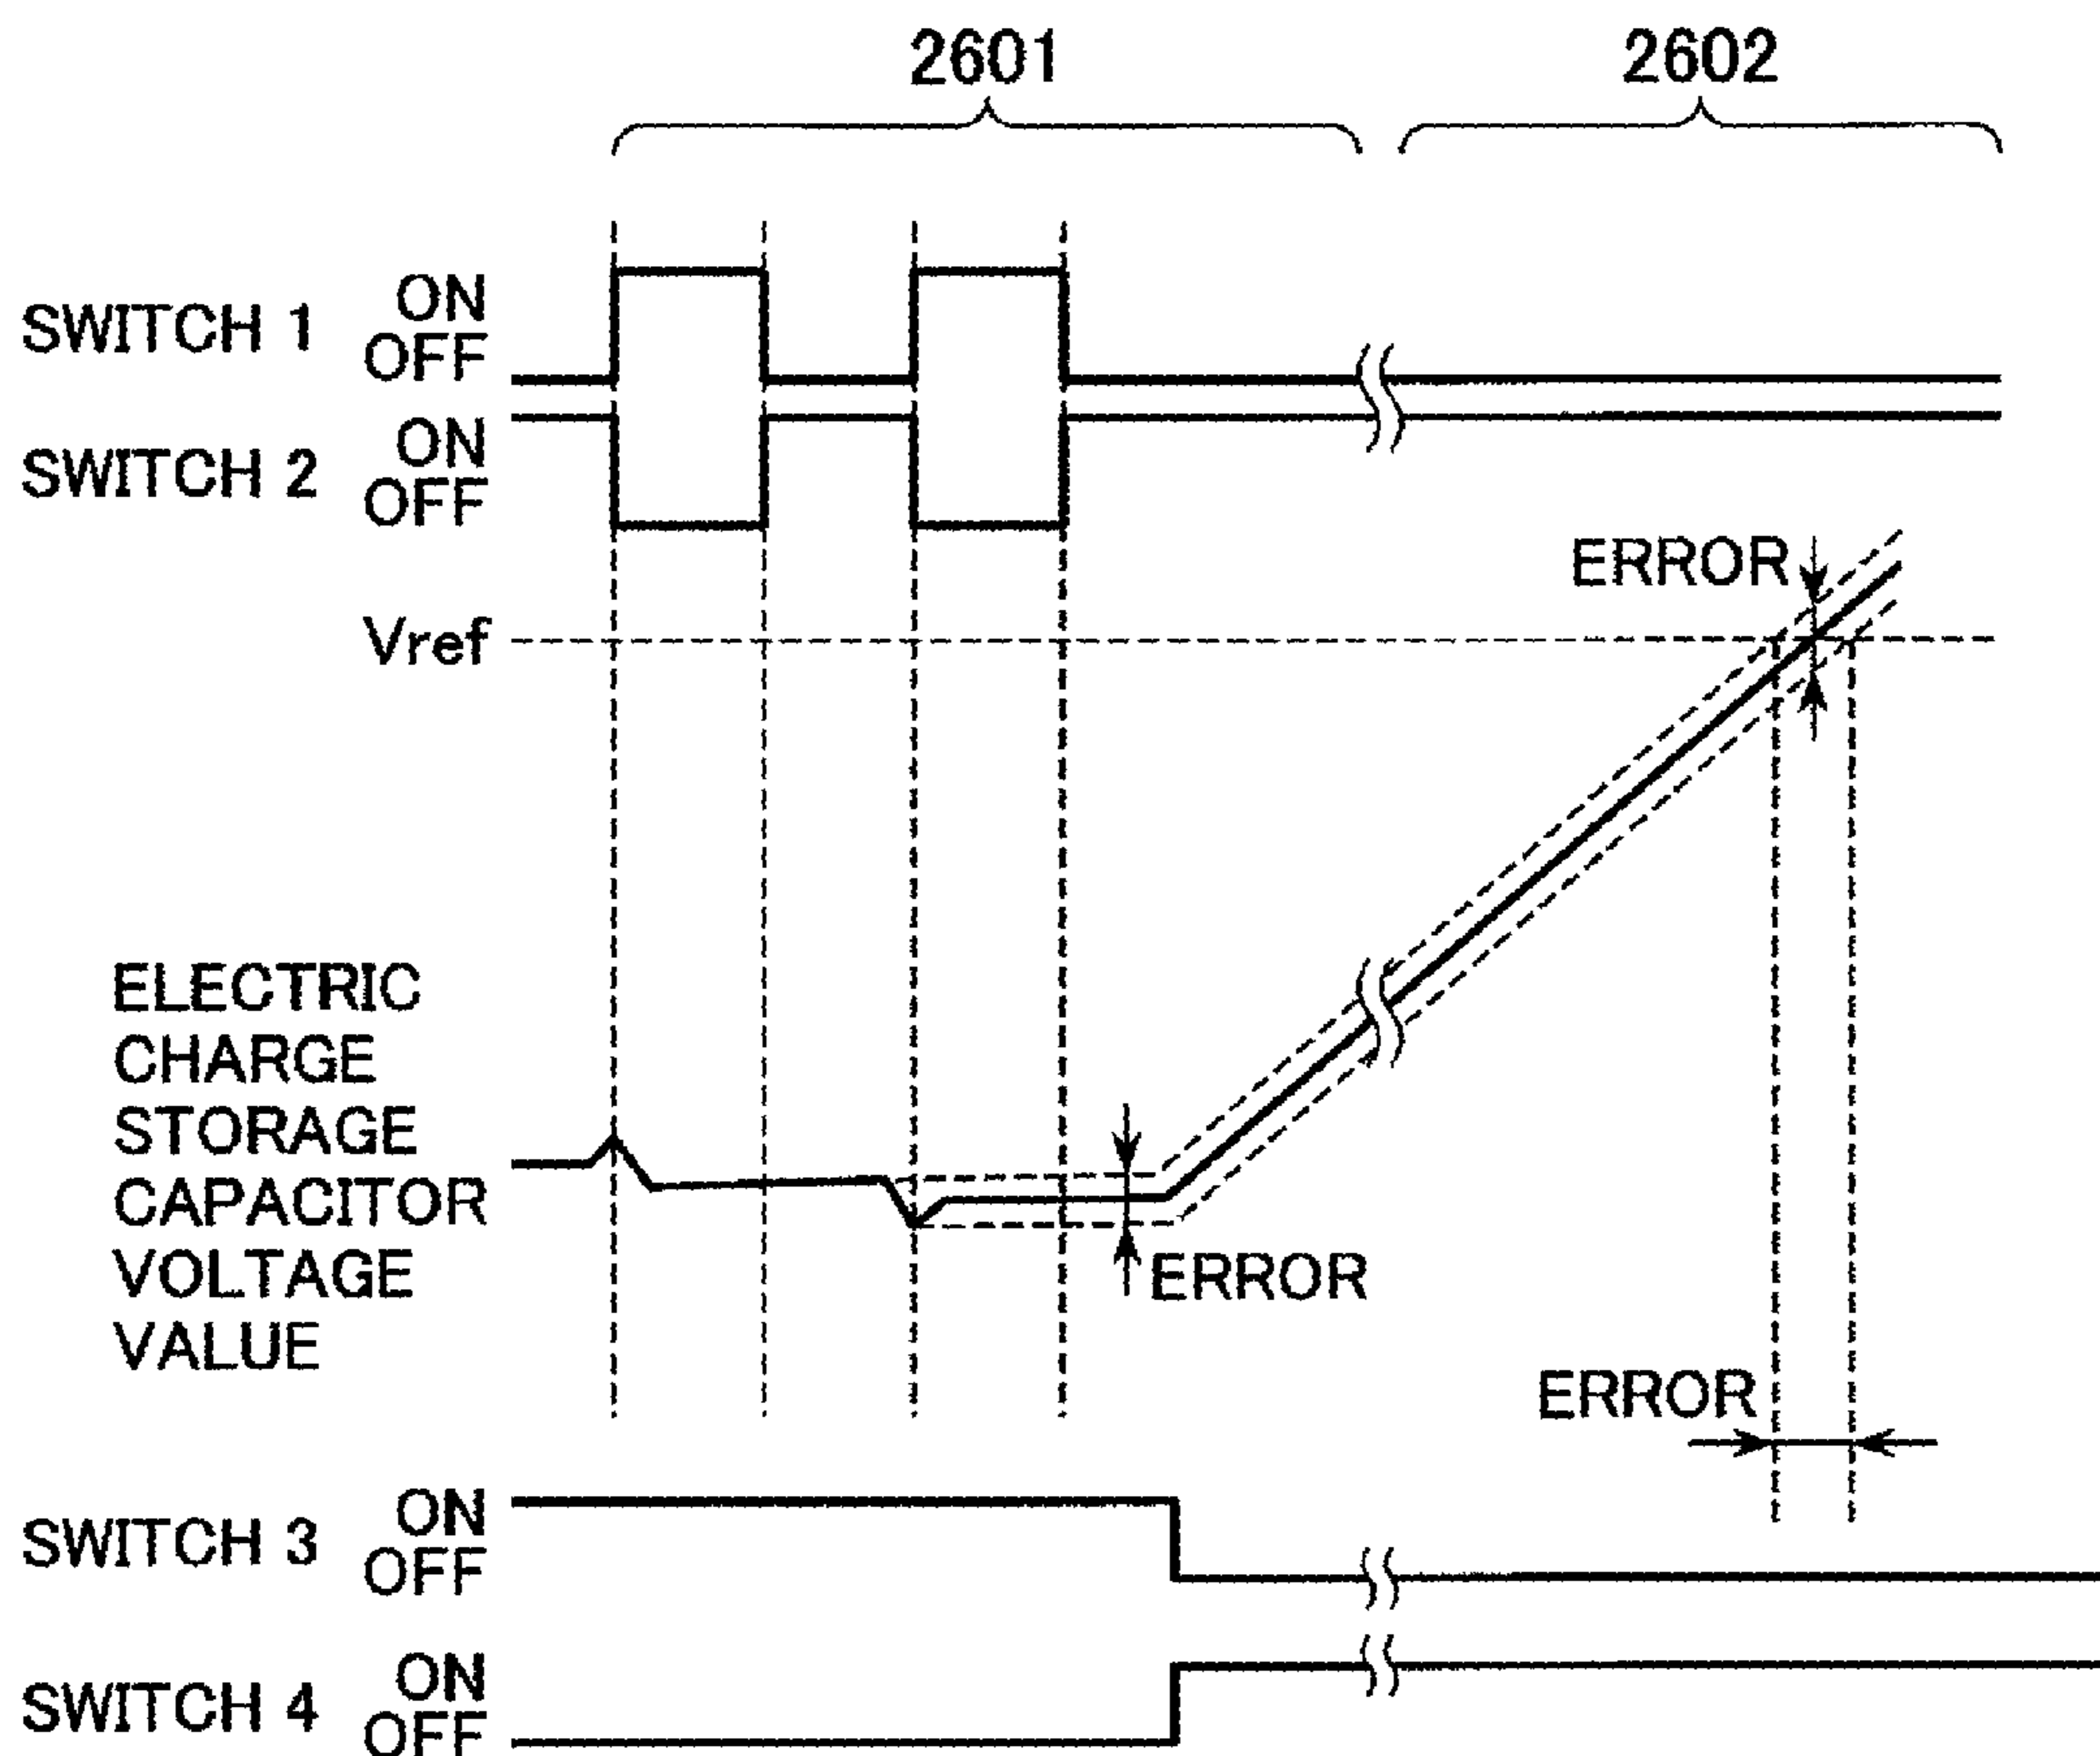 2601
2602
SWITCH 1
ON
OFF
SWITCH 2
ON
OFF
ERROR
Vref
ELECTRIC
CHARGE
STORAGE
CAPACITOR
VOLTAGE
VALUE
ERROR
ERROR
SWITCH 3
ON
OFF
SWITCH 4
ON
OFF